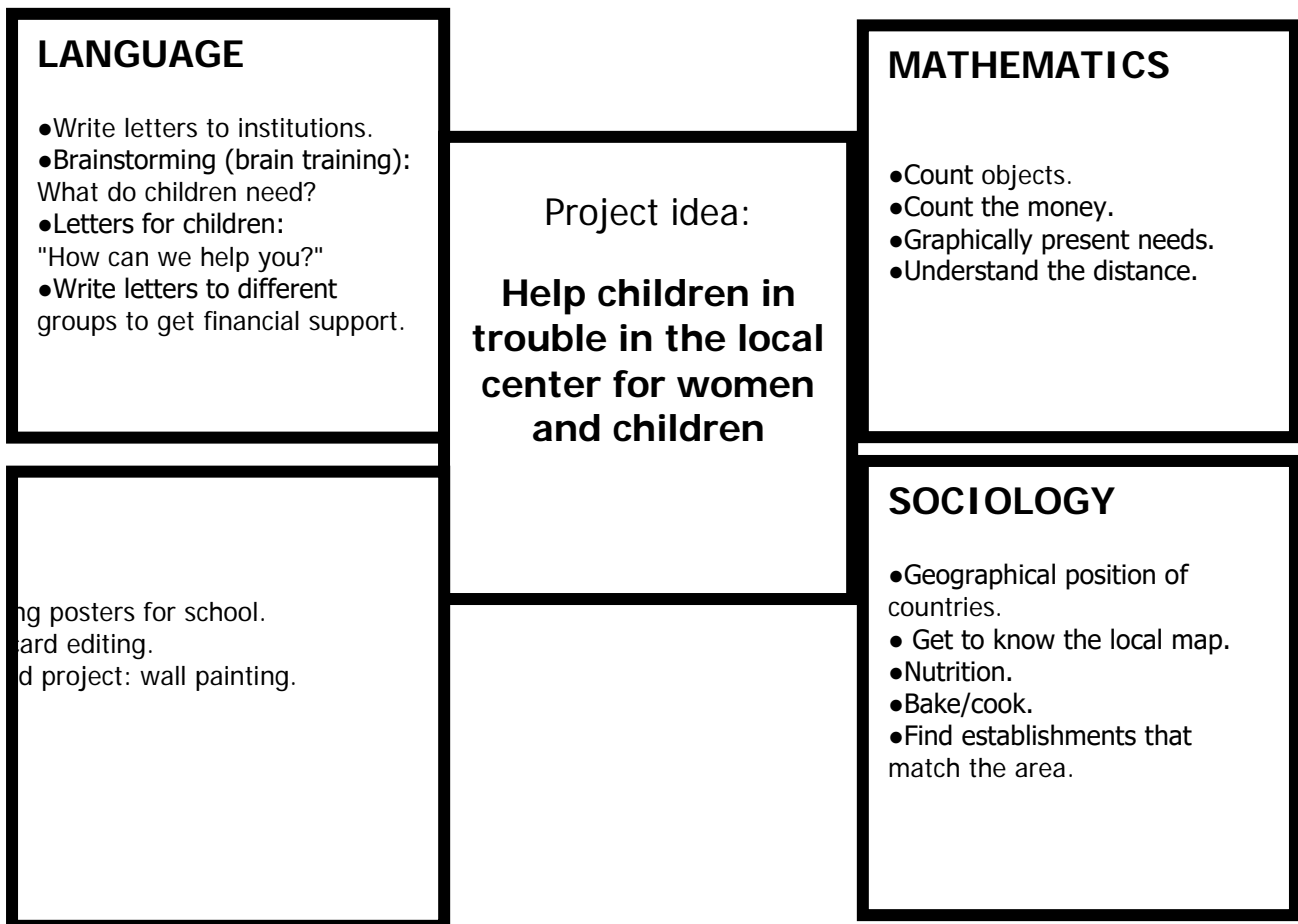 LANGUAGE
●Write letters to institutions.
●Brainstorming (brain training):
What do children need?
●Letters for children:
"How can we help you?"
●Write letters to different
groups to get financial support.
Project idea:
Help children in
trouble in the local
center for women
and children
MATHEMATICS
●Count objects.
●Count the money.
●Graphically present needs.
●Understand the distance.
posters for school.
editing.
project: wall painting.
SOCIOLOGY
●Geographical position of
countries.
● Get to know the local map.
●Nutrition.
●Bake/cook.
●Find establishments that
match the area.